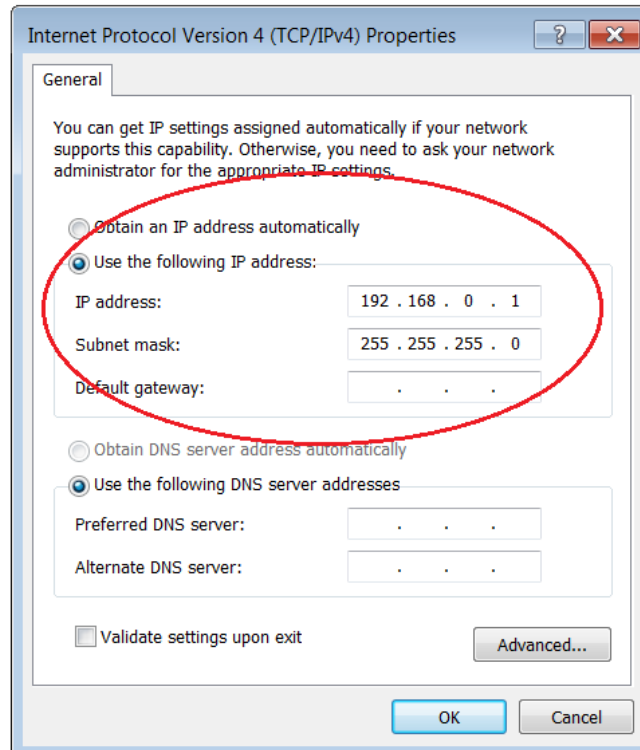 Internet Protocol Version 4 (TCP/IPv4) Properties
General
You can get IP settings assigned automatically if your network
supports this capability. Otherwise, you need to ask your network
administrator for the appropriate IP settings.
Obtain an IP address automatically
Use the following IP address:
IP address: 192 . 168 . 0 . 1
Subnet mask: 255 . 255 . 255 . 0
Default gateway: . . .
Obtain DNS server address automatically
Use the following DNS server addresses
Preferred DNS server: . . .
Alternate DNS server: . . .
Validate settings upon exit
Advanced...
OK Cancel